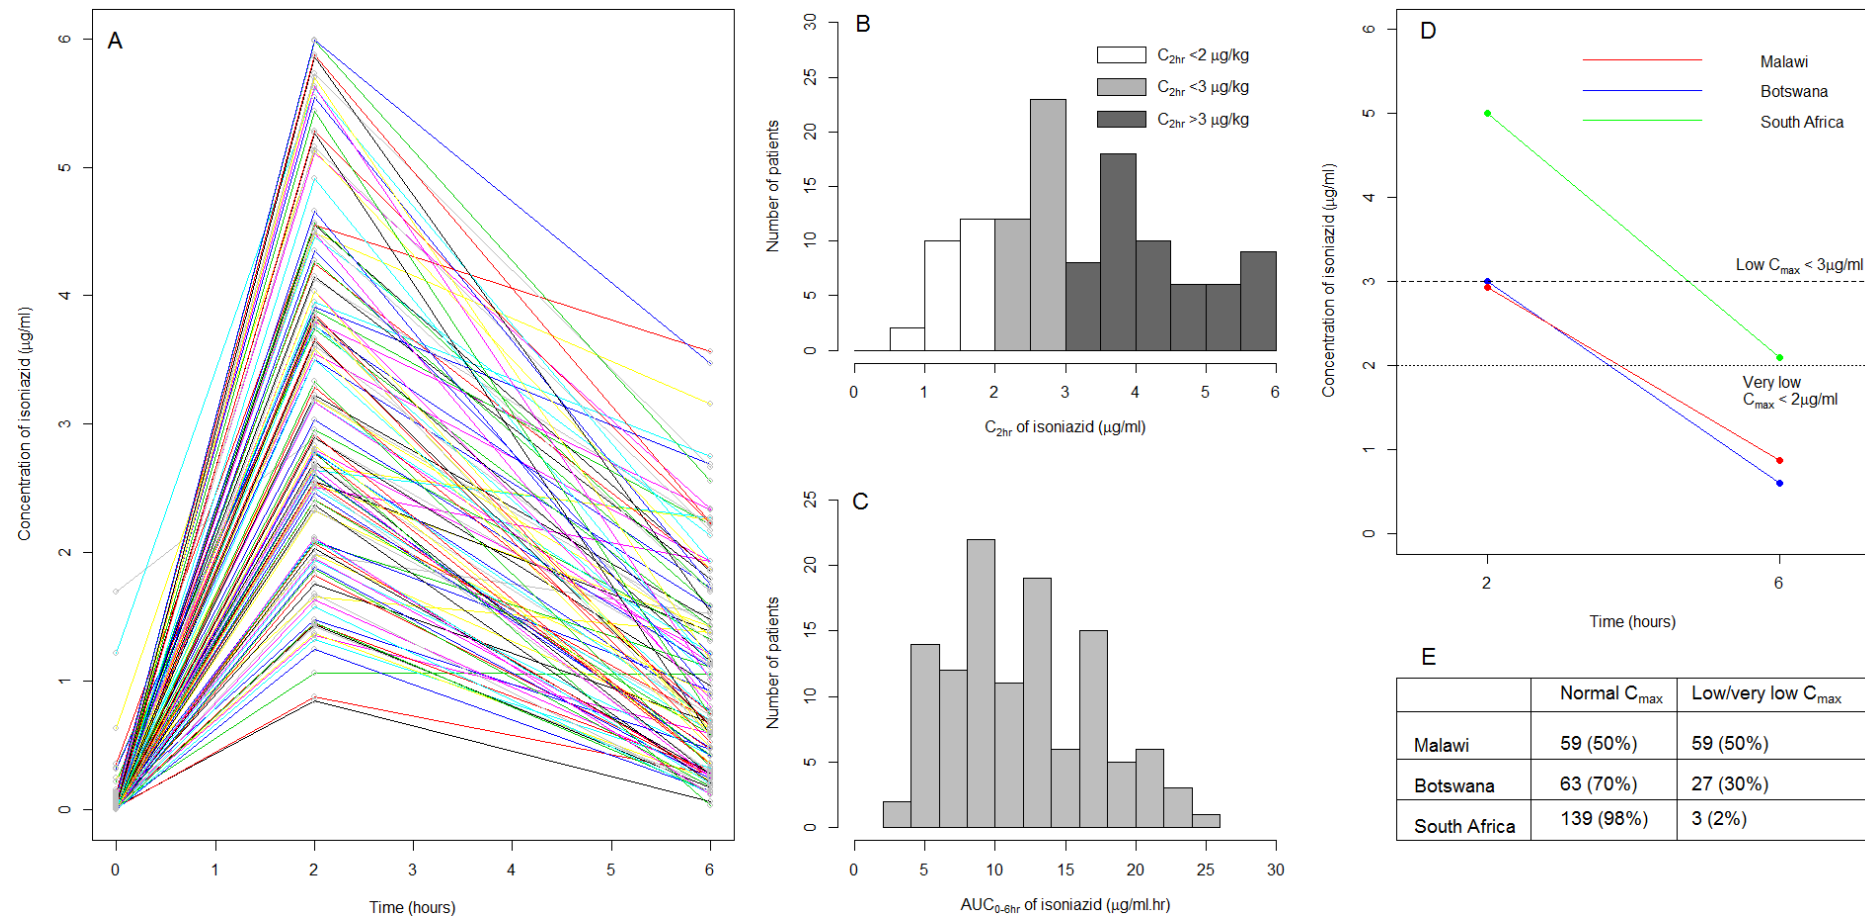 A
Concentration of isoniazid (µg/ml)
6
5
4
3
2
1
0
0 1 2 3 4 5 6
Time (hours)
B
Number of patients
30
25
20
15
10
5
0
C2hr <2 µg/kg
C2hr <3 µg/kg
C2hr >3 µg/kg
0 1 2 3 4 5 6
C2hr of isoniazid (µg/ml)
C
Number of patients
25
20
15
10
5
0
0 5 10 15 20 25 30
AUC0-6hr of isoniazid (µg/ml.hr)
D
Concentration of isoniazid (µg/ml)
6
5
4
3
2
1
0
Malawi
Botswana
South Africa
Low Cmax < 3µg/ml
Very low
Cmax < 2µg/ml
2 6
Time (hours)
E
Normal Cmax Low/very low Cmax
Malawi 59 (50%) 59 (50%)
Botswana 63 (70%) 27 (30%)
South Africa 139 (98%) 3 (2%)